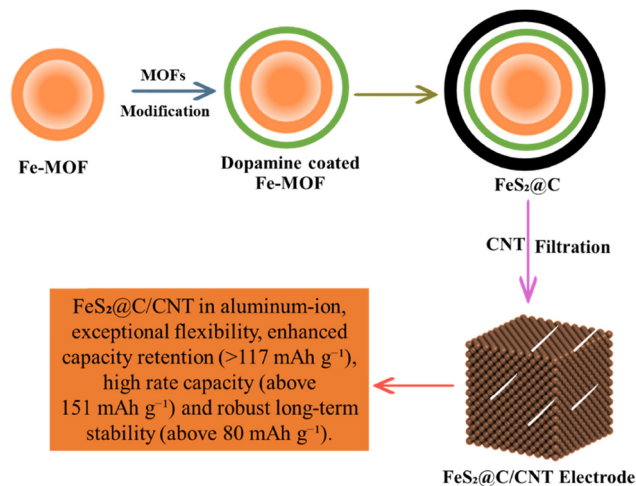 MOFs
Modification
Fe-MOF
Dopamine coated
Fe-MOF
FeS₂@C
CNT Filtration
FeS₂@C/CNT in aluminum-ion,
exceptional flexibility, enhanced
capacity retention (>117 mAh g⁻¹),
high rate capacity (above
151 mAh g⁻¹) and robust long-term
stability (above 80 mAh g⁻¹).
FeS₂@C/CNT Electrode